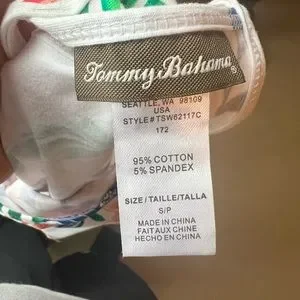 Tommy Bahama®
SEATTLE, WA 98109
USA
STYLE# TSW62117C
172
95% COTTON
5% SPANDEX
SIZE / TAILLE/TALLA
S/P
MADE IN CHINA
FAIT AUX CHINE
HECHO EN CHINA